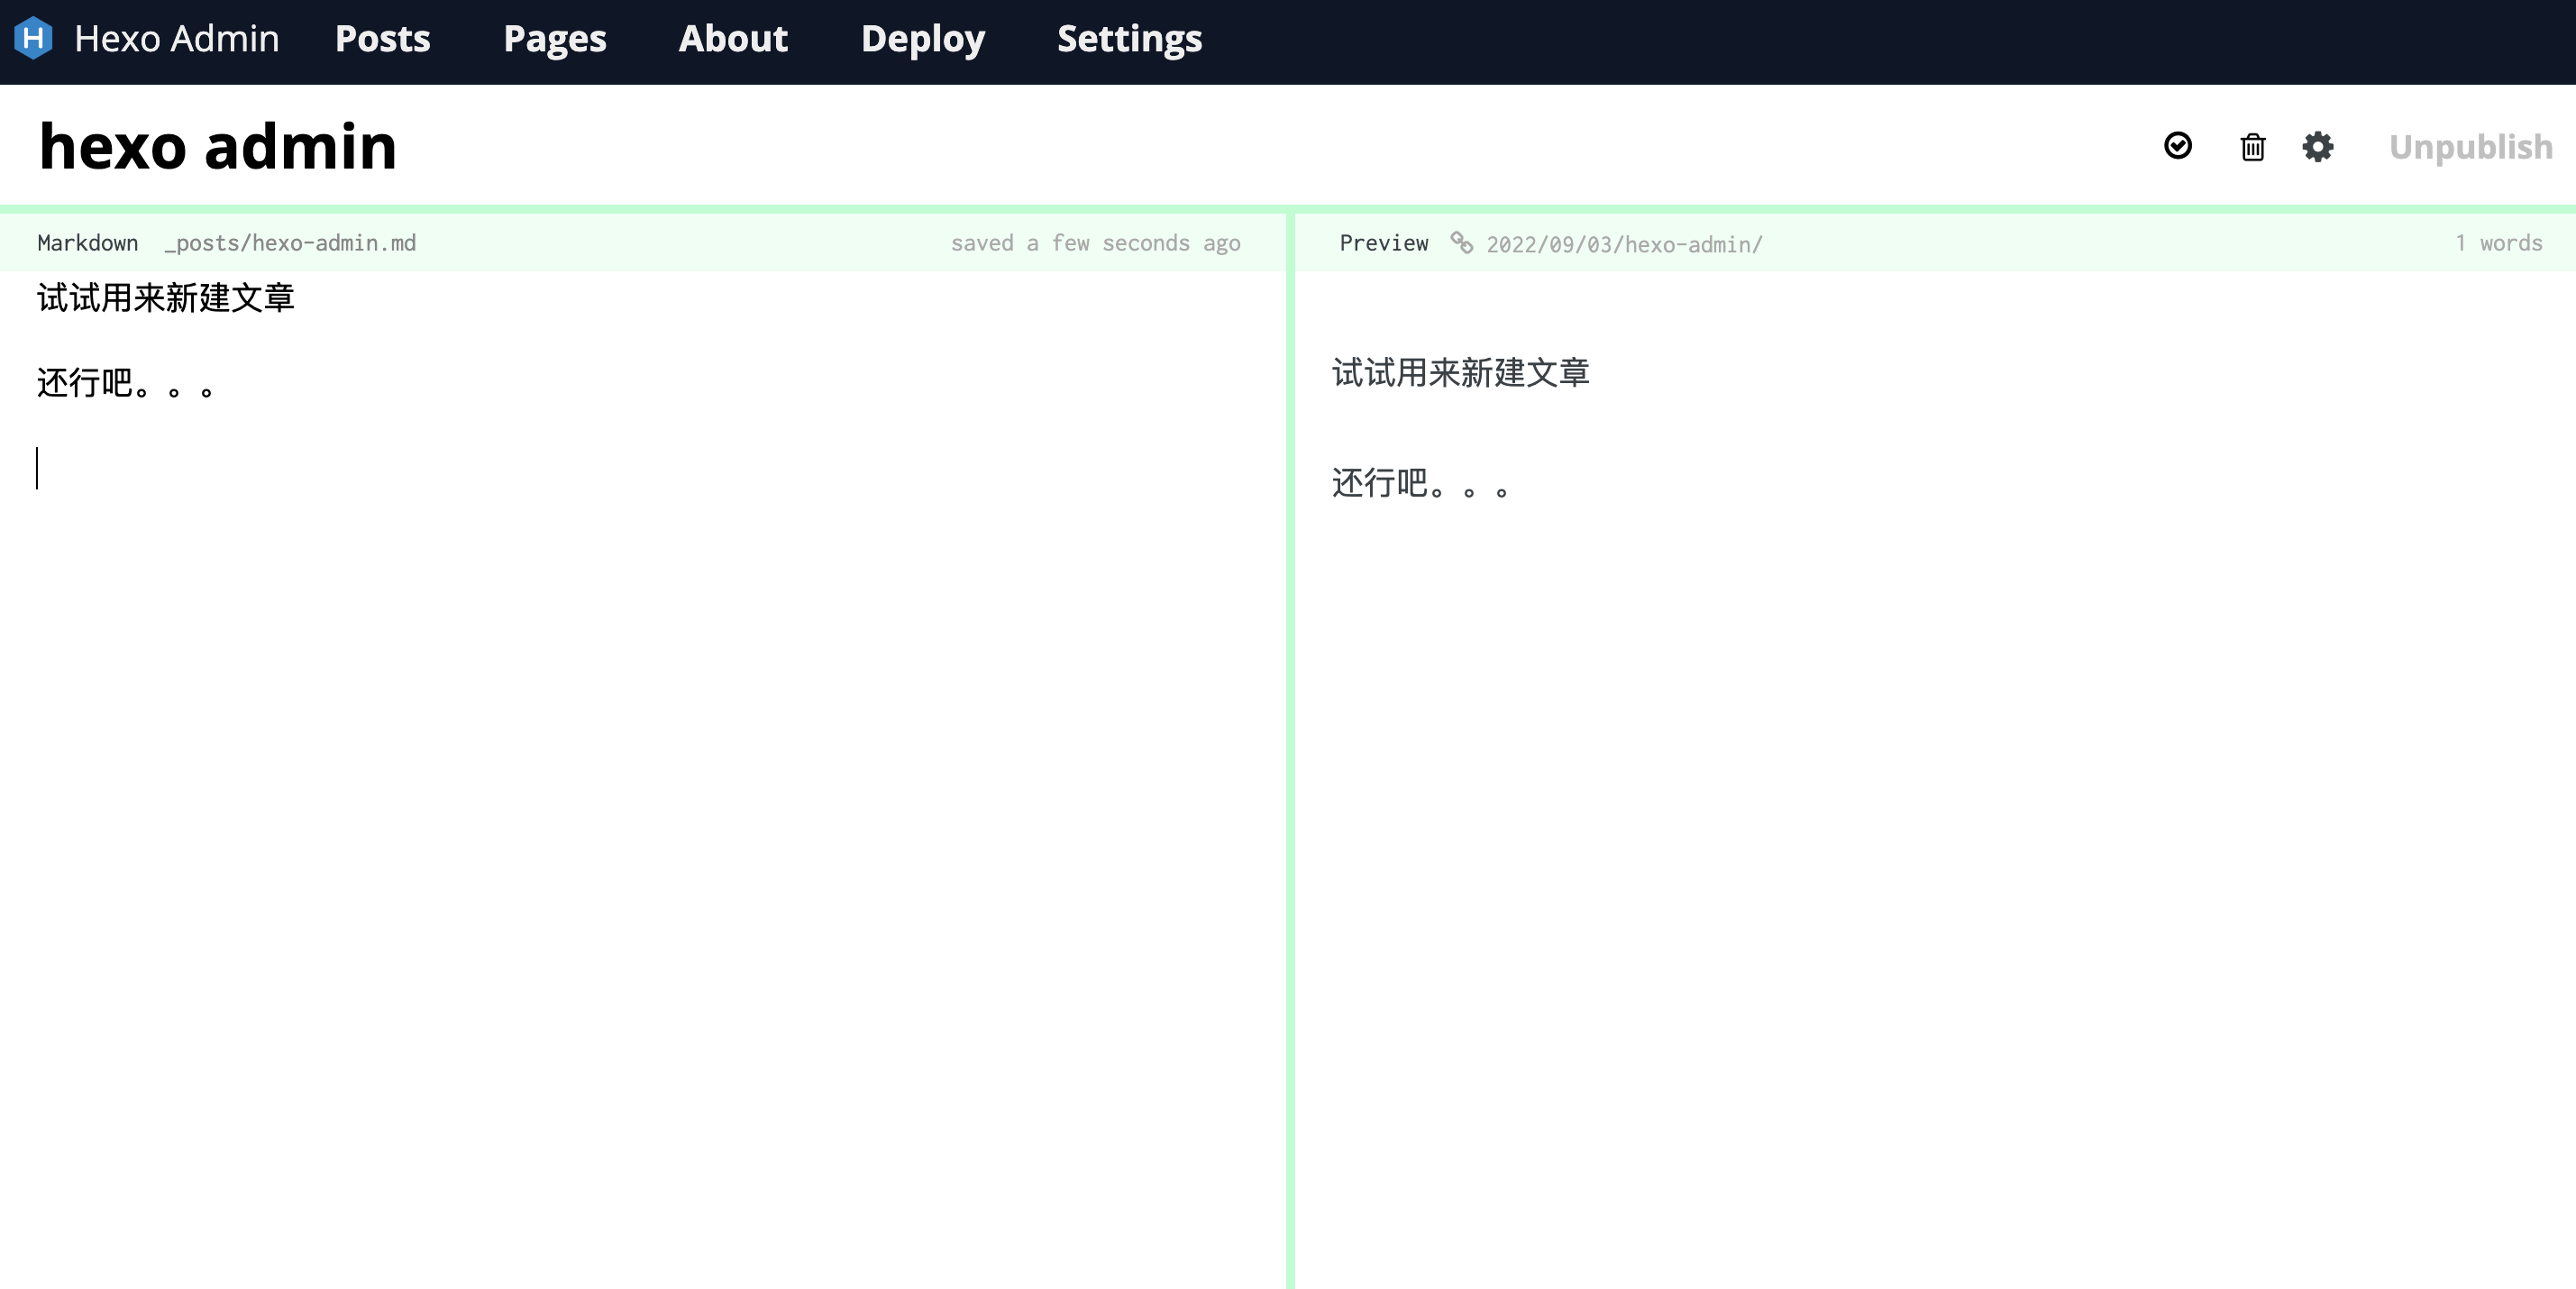 Hexo Admin Posts Pages About Deploy Settings
hexo admin
Unpublish
Markdown _posts/hexo-admin.md saved a few seconds ago
试试用来新建文章
还行吧。。。
Preview 2022/09/03/hexo-admin/ 1 words
试试用来新建文章
还行吧。。。